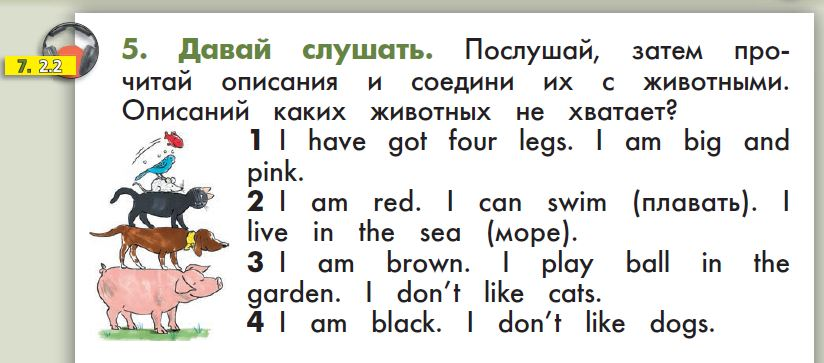 7. 2.2
5. Давай слушать. Послушай, затем про-
читай описания и соедини их с животными.
Описаний каких животных не хватает?
1 I have got four legs. I am big and
pink.
2 I am red. I can swim (плавать). I
live in the sea (море).
3 I am brown. I play ball in the
garden. I don't like cats.
4 I am black. I don't like dogs.